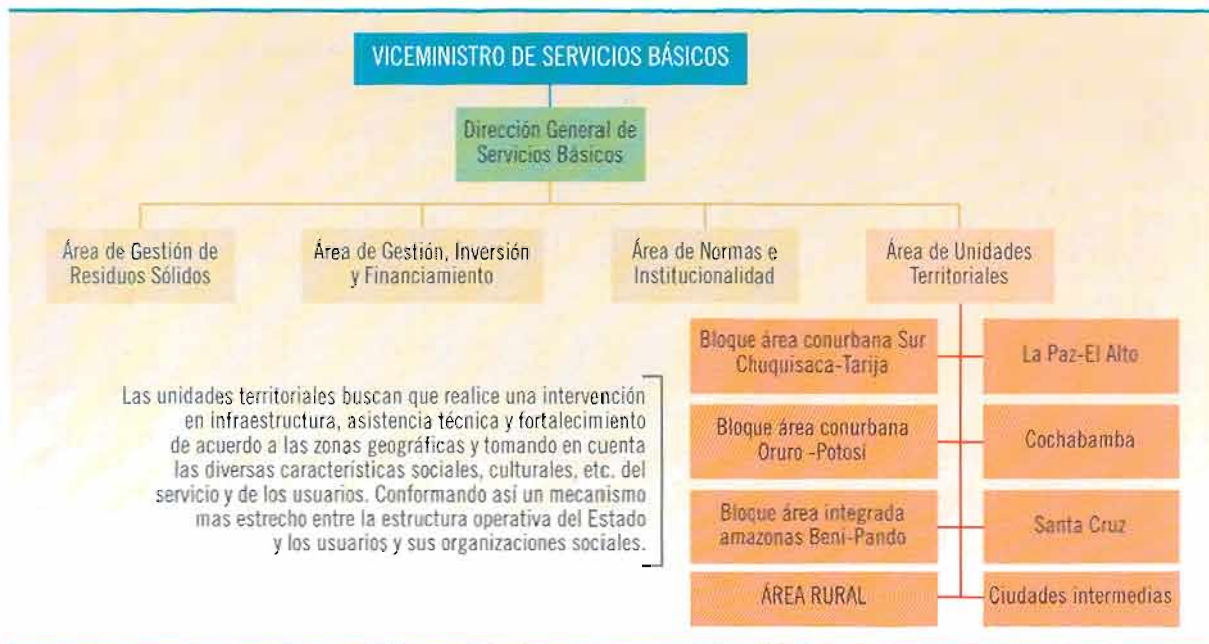 VICEMINISTRO DE SERVICIOS BÁSICOS
Dirección General de
Servicios Básicos
Área de Gestión de
Residuos Sólidos
Área de Gestión, Inversión
y Financiamiento
Área de Normas e
Institucionalidad
Área de Unidades
Territoriales
Bloque área conurbana Sur
Chuquisaca-Tarija
La Paz-El Alto
Bloque área conurbana
Oruro -Potosí
Cochabamba
Bloque área integrada
amazonas Beni-Pando
Santa Cruz
ÁREA RURAL
Ciudades intermedias
Las unidades territoriales buscan que realice una intervención
en infraestructura, asistencia técnica y fortalecimiento
de acuerdo a las zonas geográficas y tomando en cuenta
las diversas características sociales, culturales, etc. del
servicio y de los usuarios. Conformando así un mecanismo
mas estrecho entre la estructura operativa del Estado
y los usuarios y sus organizaciones sociales.